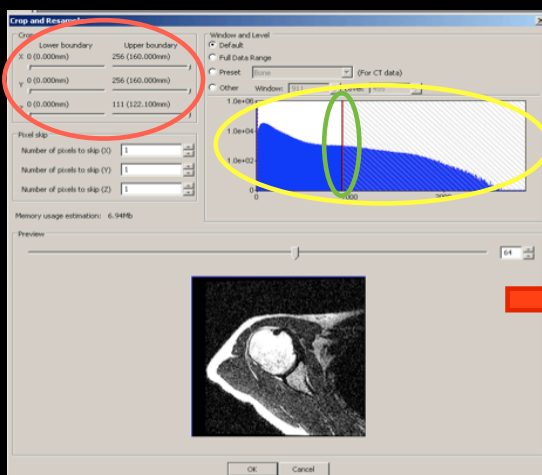 Crop and Resample
Crop
Lower boundary Upper boundary
X 0 (0.000mm) 256 (160.000mm)
Y 0 (0.000mm) 256 (160.000mm)
0 (0.000mm) 111 (122.100mm)
Pixel skip
Number of pixels to skip (X) 1
Number of pixels to skip (Y) 1
Number of pixels to skip (Z) 1
Memory usage estimation: 6.94Mb
Window and Level
Default
Full Data Range
Preset Bone (For CT data)
Other Window: 911
1.0e+06
1.0e+04
1.0e+02
0
0
Preview
64
OK Cancel